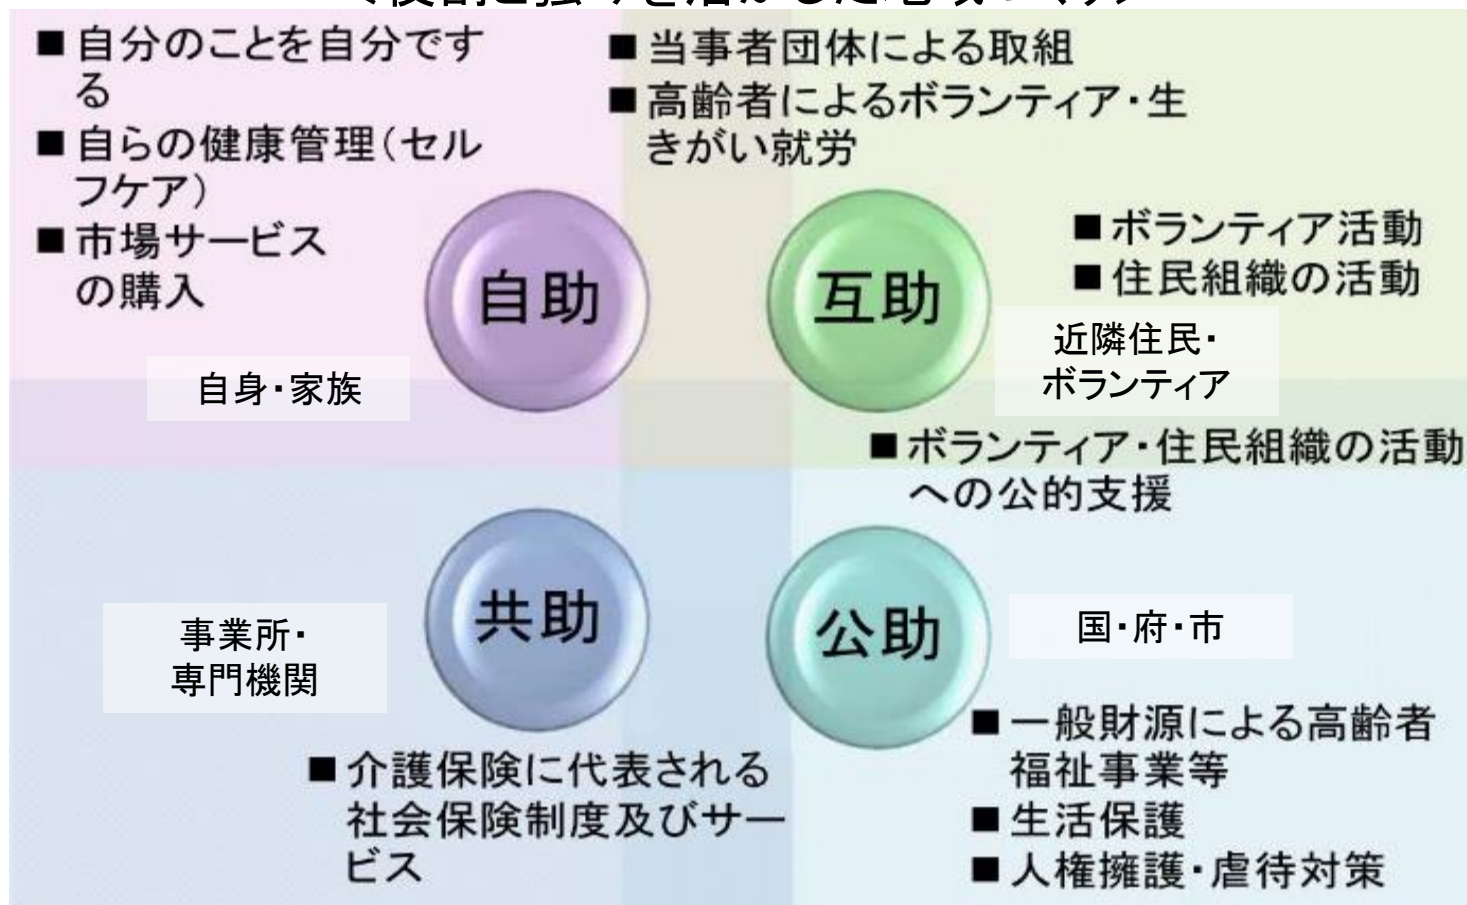 ■自分のことを自分です
る
■自らの健康管理(セル
フケア)
■市場サービス
の購入
自助
自身・家族
■当事者団体による取組
■高齢者によるボランティア・生
きがい就労
互助
■ボランティア活動
■住民組織の活動
近隣住民・
ボランティア
■ボランティア・住民組織の活動
への公的支援
共助
事業所・
専門機関
■介護保険に代表される
社会保険制度及びサー
ビス
公助
国・府・市
■一般財源による高齢者
福祉事業等
■生活保護
■人権擁護・虐待対策